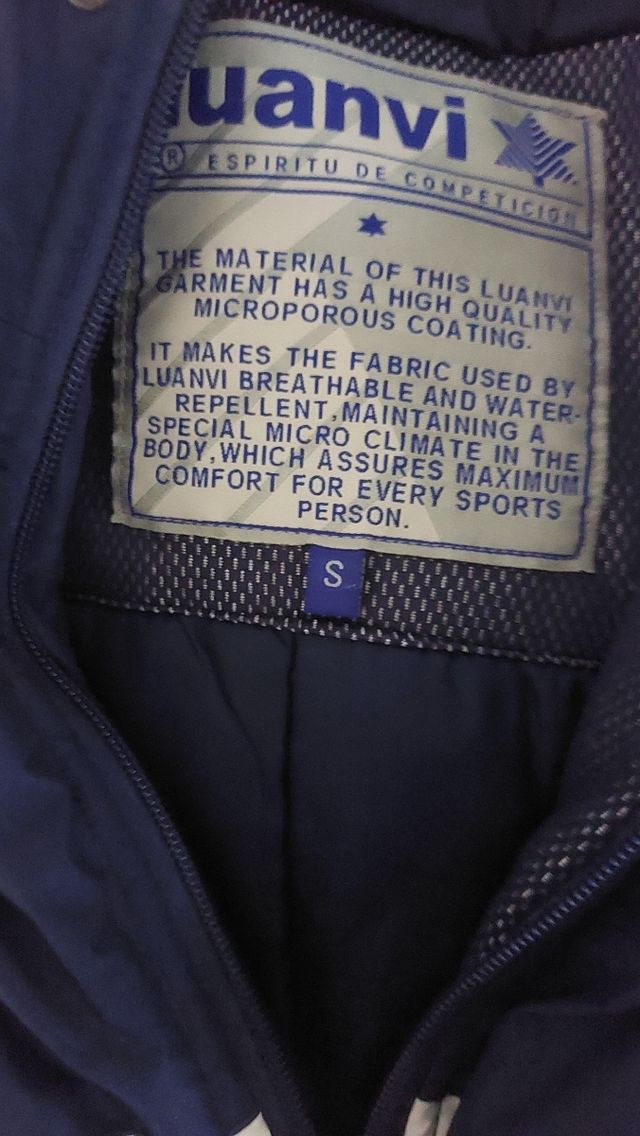 luanvi
® ESPIRITU DE COMPETICION
THE MATERIAL OF THIS LUANVI
GARMENT HAS A HIGH QUALITY
MICROPOROUS COATING.
IT MAKES THE FABRIC USED BY
LUANVI BREATHABLE AND WATER-
REPELLENT,MAINTAINING A
SPECIAL MICRO CLIMATE IN THE
BODY,WHICH ASSURES MAXIMUM
COMFORT FOR EVERY SPORTS
PERSON.
S